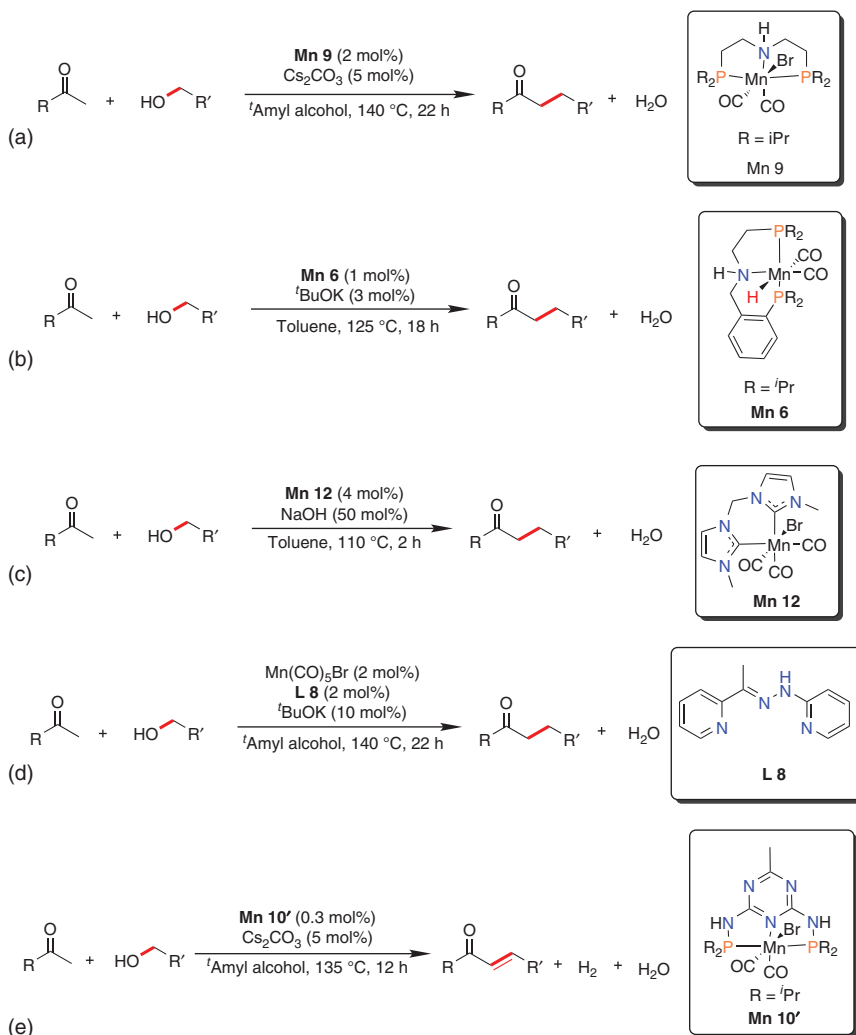 O
R
+
HO
R′
Mn 9 (2 mol%)
Cs2CO3 (5 mol%)
tAmyl alcohol, 140 °C, 22 h
O
R
R′
+
H2O
H
N
Br
R2P
Mn
PR2
OC
CO
R = iPr
Mn 9
(a)
O
R
+
HO
R′
Mn 6 (1 mol%)
tBuOK (3 mol%)
Toluene, 125 °C, 18 h
O
R
R′
+
H2O
PR2
CO
H-N
Mn
CO
H
PR2
R = iPr
Mn 6
(b)
O
R
+
HO
R′
Mn 12 (4 mol%)
NaOH (50 mol%)
Toluene, 110 °C, 2 h
O
R
R′
+
H2O
N
N
N
Br
Mn
CO
N
OC
CO
Mn 12
(c)
O
R
+
HO
R′
Mn(CO)5Br (2 mol%)
L 8 (2 mol%)
tBuOK (10 mol%)
tAmyl alcohol, 140 °C, 22 h
O
R
R′
+
H2O
H
N
N
N
N
L 8
(d)
O
R
+
HO
R′
Mn 10′ (0.3 mol%)
Cs2CO3 (5 mol%)
tAmyl alcohol, 135 °C, 12 h
O
R
R′
+
H2
+
H2O
N
N
HN
N
NH
Br
R2P
Mn
PR2
OC
CO
R = iPr
Mn 10′
(e)